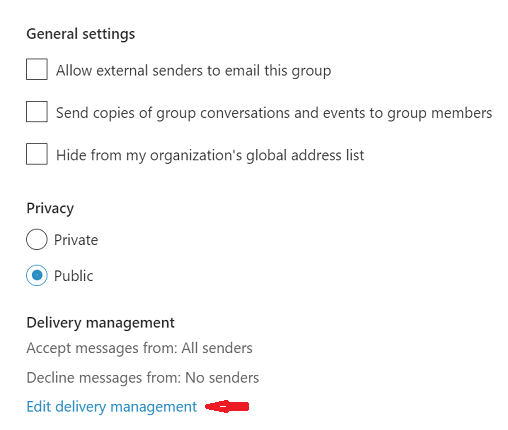 General settings
Allow external senders to email this group
Send copies of group conversations and events to group members
Hide from my organization's global address list
Privacy
Private
Public
Delivery management
Accept messages from: All senders
Decline messages from: No senders
Edit delivery management